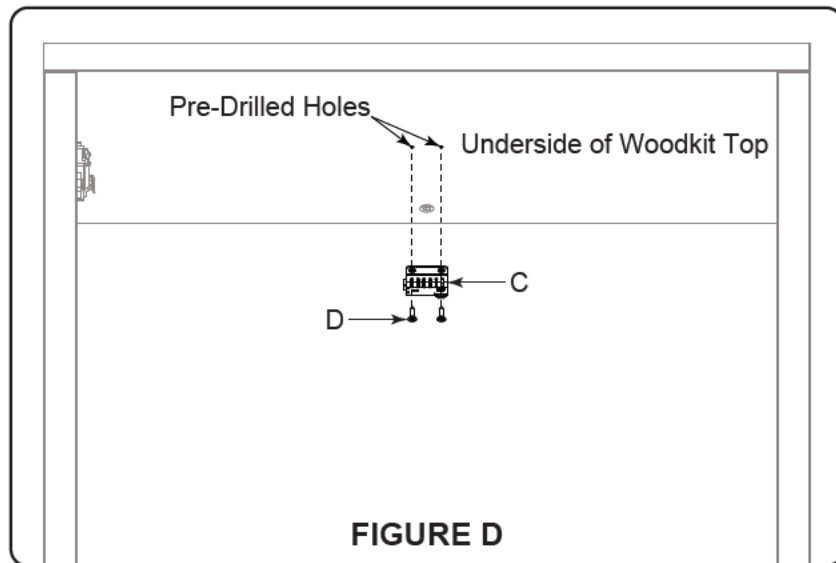 Pre-Drilled Holes
Underside of Woodkit Top
C
D
FIGURE D